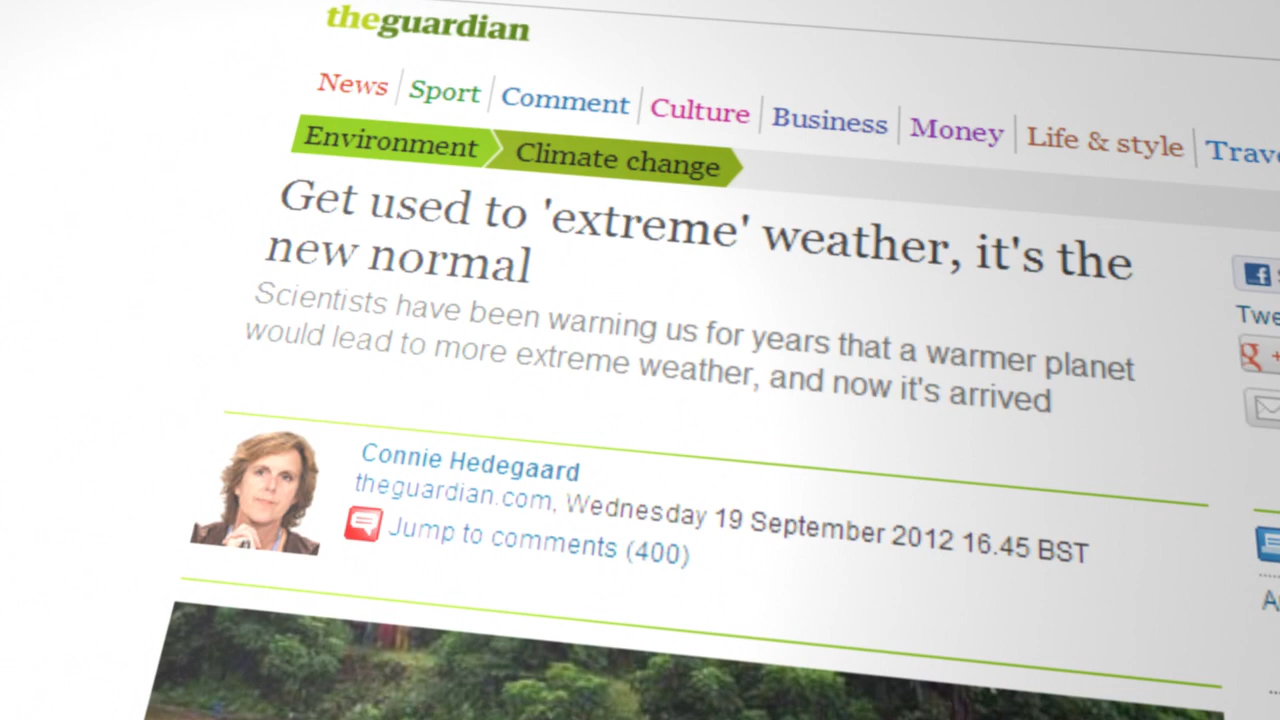 theguardian
News Sport Comment Culture Business Money Life & style
Environment Climate change
Get used to 'extreme' weather, it's the
new normal
Scientists have been warning us for years that a warmer planet
would lead to more extreme weather, and now it's arrived
Connie Hedegaard
theguardian.com, Wednesday 19 September 2012 16.45 BST
Jump to comments (400)